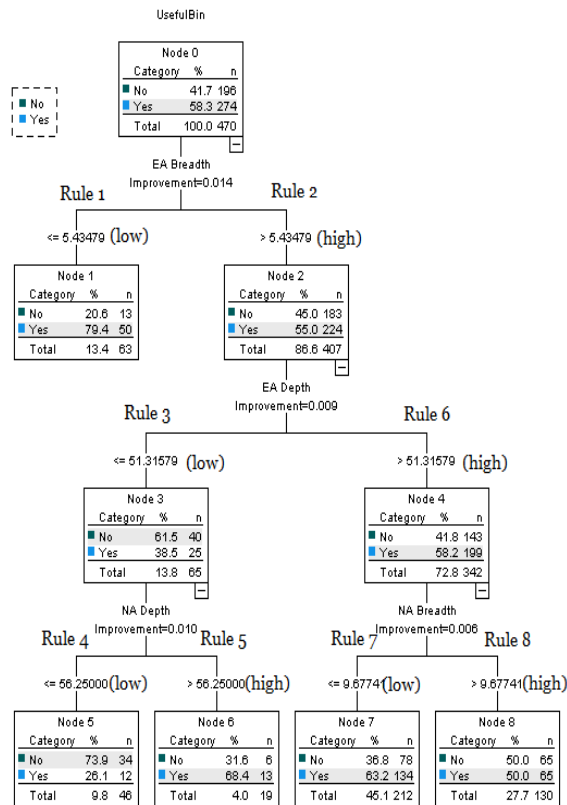 UsefulBin
Node 0
Category % n
No 41.7 196
Yes 58.3 274
Total 100.0 470
No
Yes
EA Breadth
Improvement=0.014
Rule 1 Rule 2
<= 5.43479 (low) > 5.43479 (high)
Node 1
Category % n
No 20.6 13
Yes 79.4 50
Total 13.4 63
Node 2
Category % n
No 45.0 183
Yes 55.0 224
Total 86.6 407
EA Depth
Improvement=0.009
Rule 3 Rule 6
<= 51.31579 (low) > 51.31579 (high)
Node 3
Category % n
No 61.5 40
Yes 38.5 25
Total 13.8 65
Node 4
Category % n
No 41.8 143
Yes 58.2 199
Total 72.8 342
NA Depth
Improvement=0.010
NA Breadth
Improvement=0.006
Rule 4 Rule 5 Rule 7 Rule 8
<= 56.25000 (low) > 56.25000 (high) <= 9.67741 (low) > 9.67741 (high)
Node 5
Category % n
No 73.9 34
Yes 26.1 12
Total 9.8 46
Node 6
Category % n
No 31.6 6
Yes 68.4 13
Total 4.0 19
Node 7
Category % n
No 36.8 78
Yes 63.2 134
Total 45.1 212
Node 8
Category % n
No 50.0 65
Yes 50.0 65
Total 27.7 130